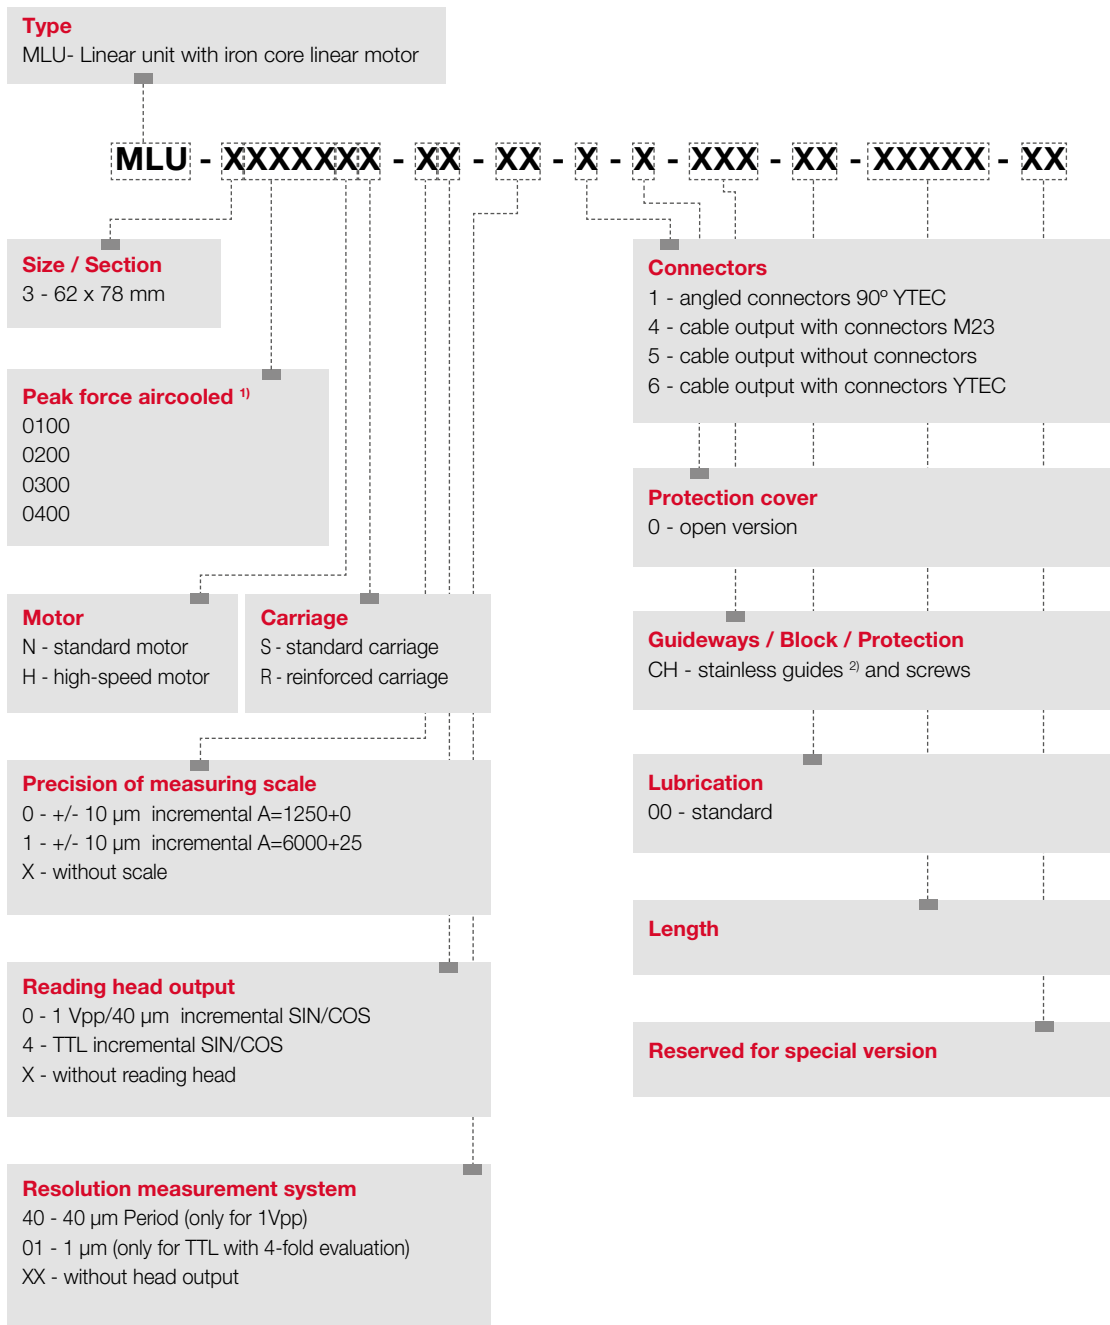 Type
MLU- Linear unit with iron core linear motor
MLU - XXXXXXX - XX - XX - X - X - XXX - XX - XXXXX - XX
Size / Section
3 - 62 x 78 mm
Peak force aircooled 1)
0100
0200
0300
0400
Motor
N - standard motor
H - high-speed motor
Carriage
S - standard carriage
R - reinforced carriage
Precision of measuring scale
0 - +/- 10 µm incremental A=1250+0
1 - +/- 10 µm incremental A=6000+25
X - without scale
Reading head output
0 - 1 Vpp/40 µm incremental SIN/COS
4 - TTL incremental SIN/COS
X - without reading head
Resolution measurement system
40 - 40 µm Period (only for 1Vpp)
01 - 1 µm (only for TTL with 4-fold evaluation)
XX - without head output
Connectors
1 - angled connectors 90º YTEC
4 - cable output with connectors M23
5 - cable output without connectors
6 - cable output with connectors YTEC
Protection cover
0 - open version
Guideways / Block / Protection
CH - stainless guides 2) and screws
Lubrication
00 - standard
Length
Reserved for special version